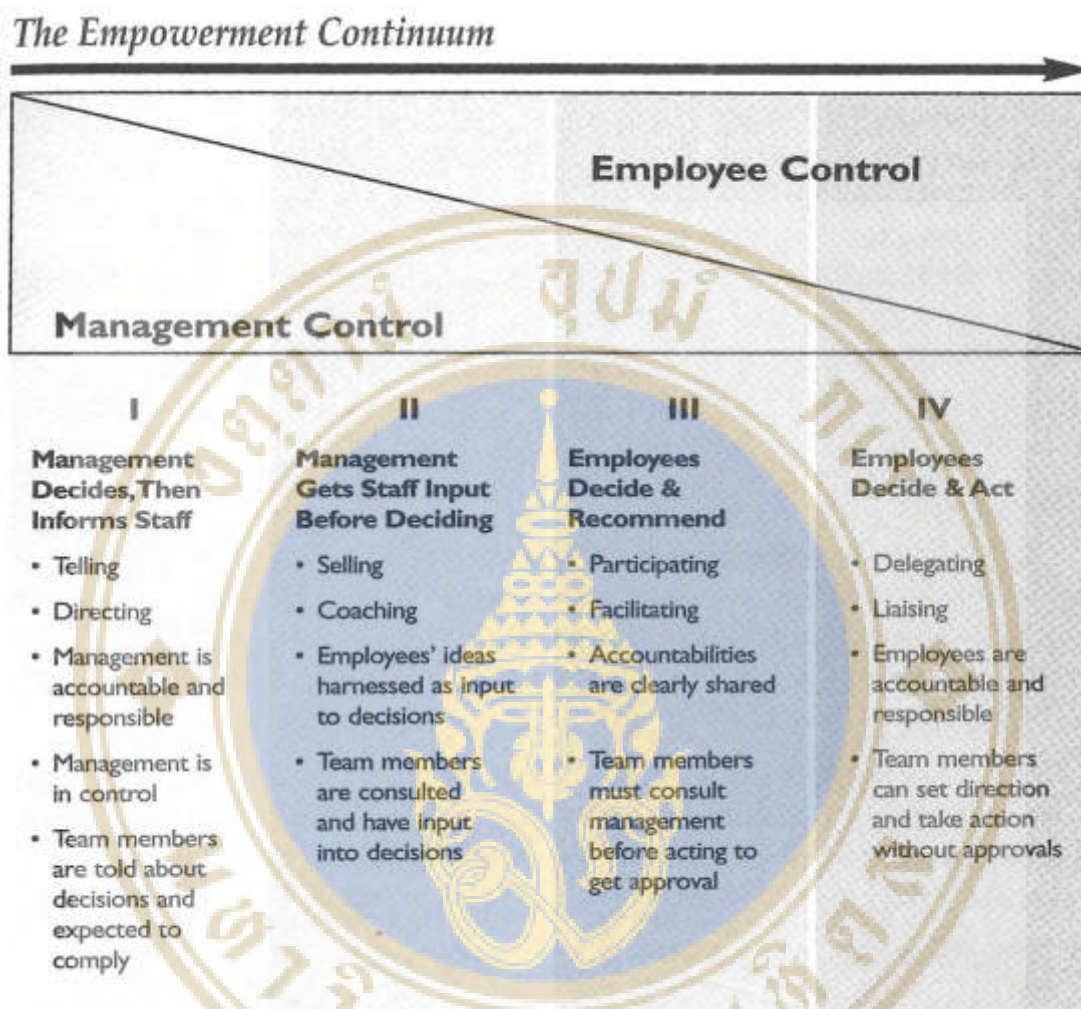 The Empowerment Continuum
Employee Control
Management Control
I
Management
Decides, Then
Informs Staff
• Telling
• Directing
• Management is
accountable and
responsible
• Management is
in control
• Team members
are told about
decisions and
expected to
comply
II
Management
Gets Staff Input
Before Deciding
• Selling
• Coaching
• Employees' ideas
harnessed as input
to decisions
• Team members
are consulted
and have input
into decisions
III
Employees
Decide &
Recommend
• Participating
• Facilitating
• Accountabilities
are clearly shared
• Team members
must consult
management
before acting to
get approval
IV
Employees
Decide & Act
• Delegating
• Liaising
• Employees are
accountable and
responsible
• Team members
can set direction
and take action
without approvals